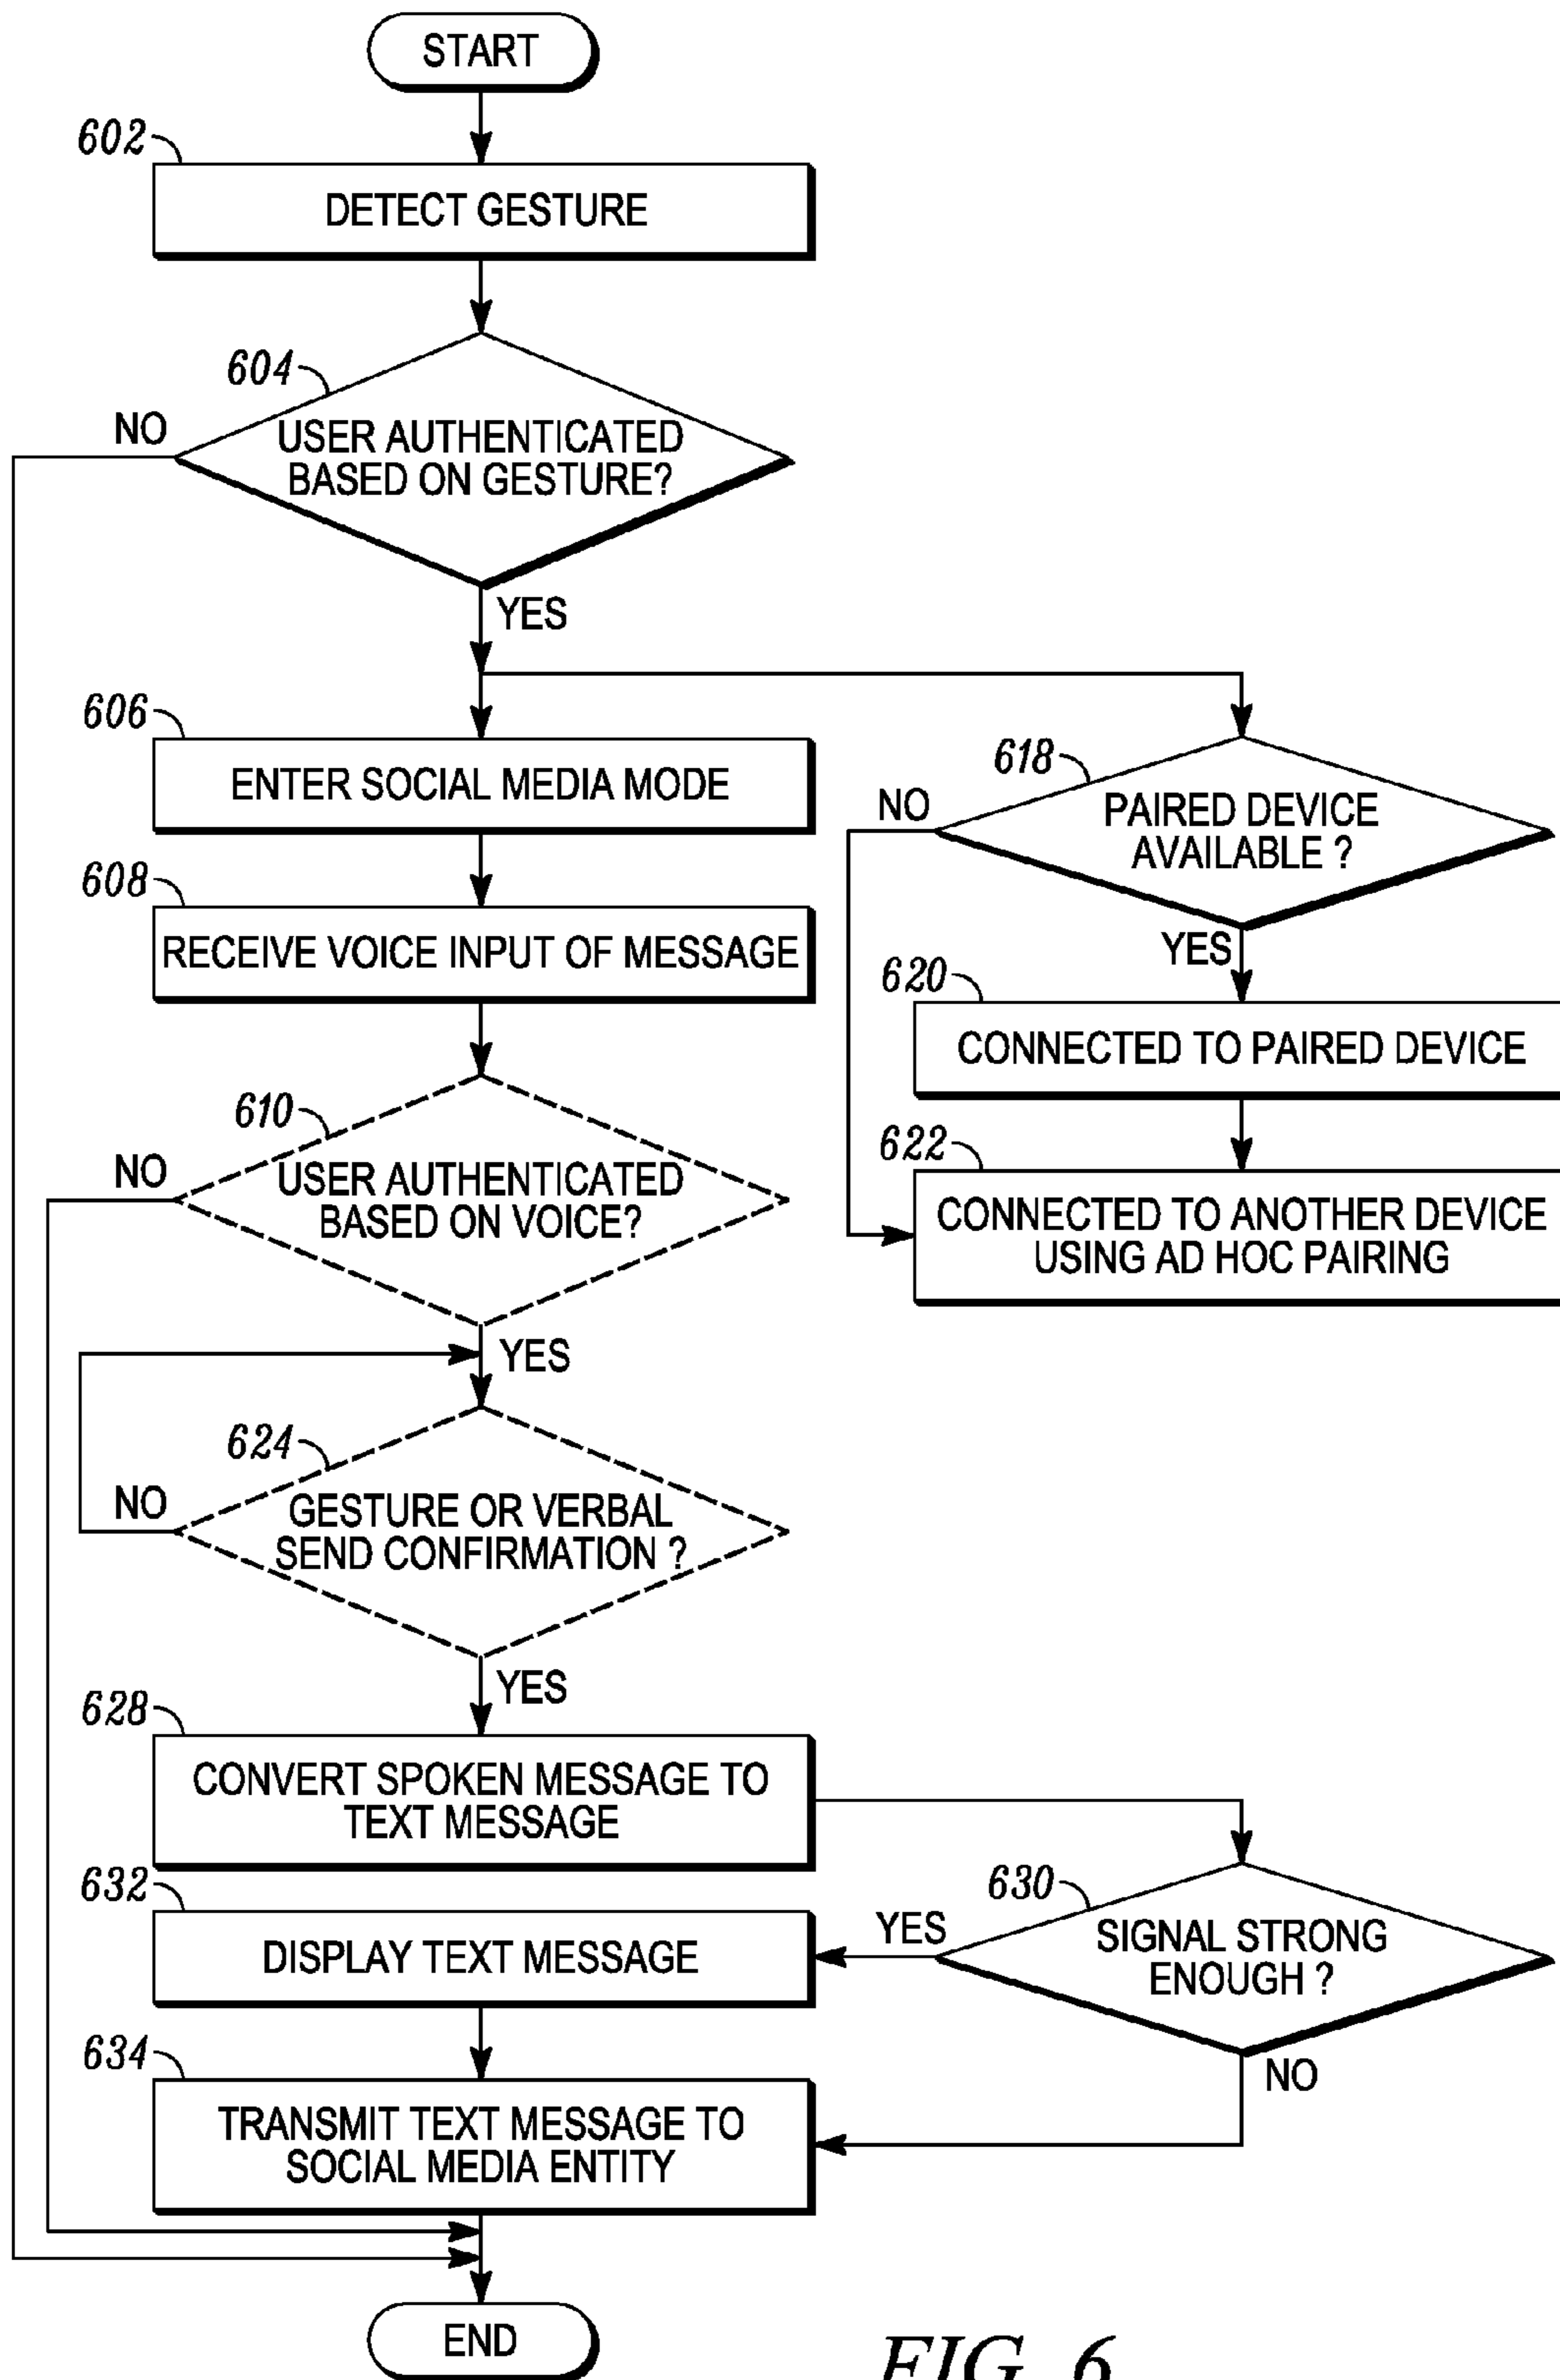 START
602
DETECT GESTURE
604
NO
USER AUTHENTICATED
BASED ON GESTURE?
YES
606
ENTER SOCIAL MEDIA MODE
618
NO
PAIRED DEVICE
AVAILABLE ?
YES
608
RECEIVE VOICE INPUT OF MESSAGE
620
CONNECTED TO PAIRED DEVICE
622
CONNECTED TO ANOTHER DEVICE
USING AD HOC PAIRING
610
NO
USER AUTHENTICATED
BASED ON VOICE?
YES
624
NO
GESTURE OR VERBAL
SEND CONFIRMATION ?
YES
628
CONVERT SPOKEN MESSAGE TO
TEXT MESSAGE
630
SIGNAL STRONG
ENOUGH ?
YES
NO
632
DISPLAY TEXT MESSAGE
634
TRANSMIT TEXT MESSAGE TO
SOCIAL MEDIA ENTITY
END
FIG. 6